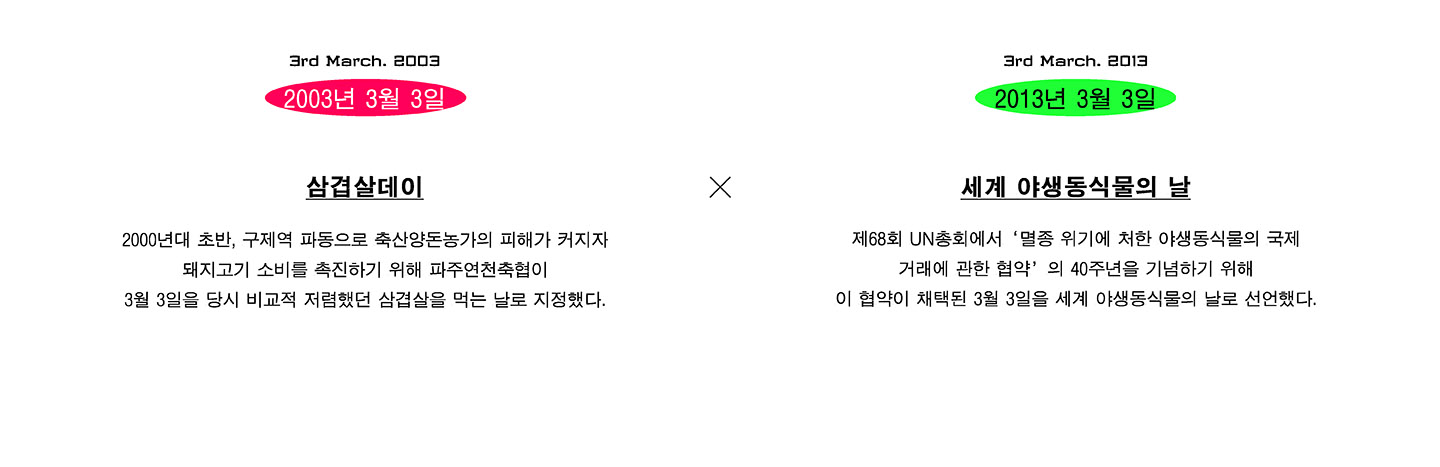 3rd March. 2003
2003년 3월 3일
삼겹살데이
2000년대 초반, 구제역 파동으로 축산양돈농가의 피해가 커지자
돼지고기 소비를 촉진하기 위해 파주연천축협이
3월 3일을 당시 비교적 저렴했던 삼겹살을 먹는 날로 지정했다.
×
3rd March. 2013
2013년 3월 3일
세계 야생동식물의 날
제68회 UN총회에서 ‘멸종 위기에 처한 야생동식물의 국제
거래에 관한 협약’ 의 40주년을 기념하기 위해
이 협약이 채택된 3월 3일을 세계 야생동식물의 날로 선언했다.